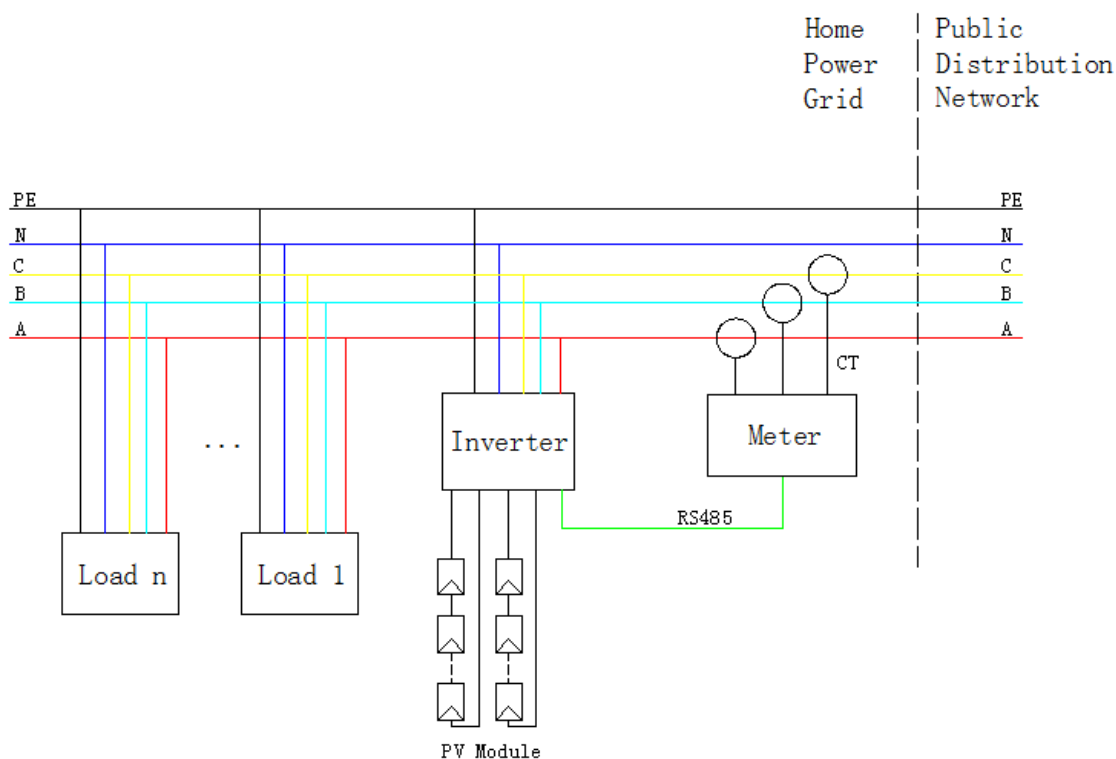 Home
Power
Grid
Public
Distribution
Network
PE
PE
N
N
C
C
B
B
A
A
CT
Inverter
Meter
...
RS485
Load n
Load 1
PV Module